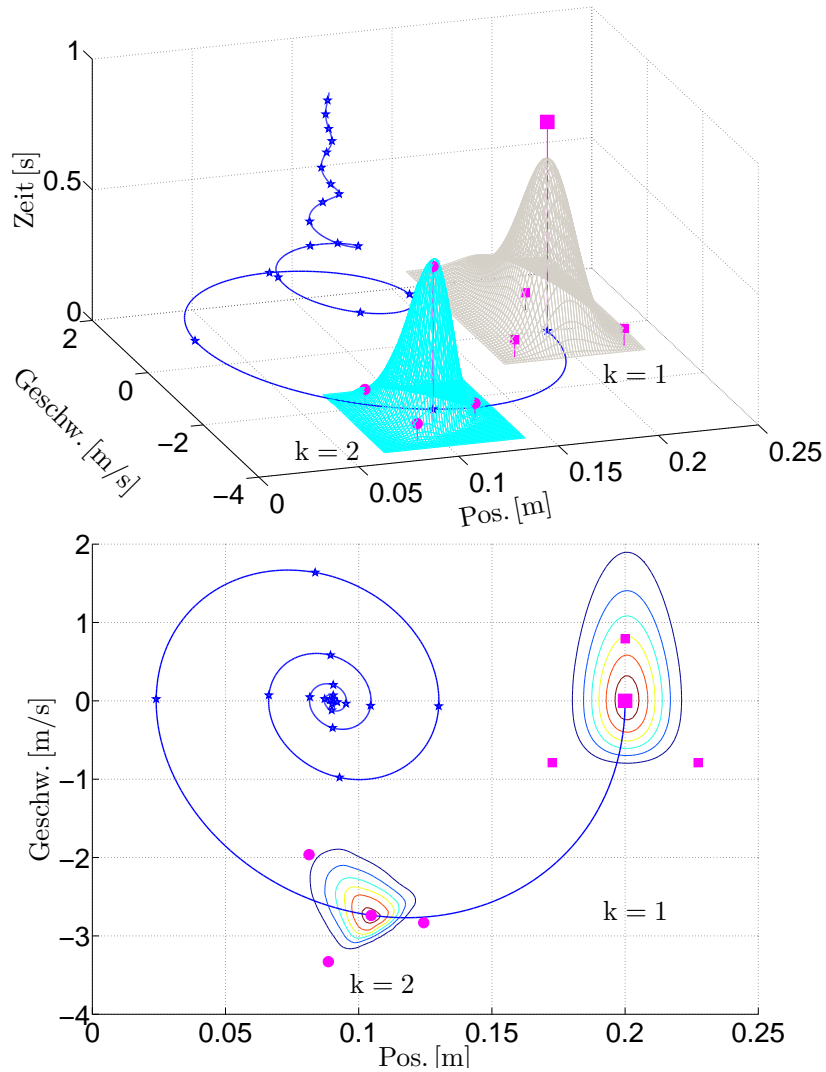 1
0.5
0
Zeit [s]
2
0
−2
−4
Geschw. [m/s]
0
0.05
0.1
0.15
0.2
0.25
Pos. [m]
k = 1
k = 2
2
1
0
−1
−2
−3
−4
Geschw. [m/s]
0
0.05
0.1
0.15
0.2
0.25
Pos. [m]
k = 1
k = 2